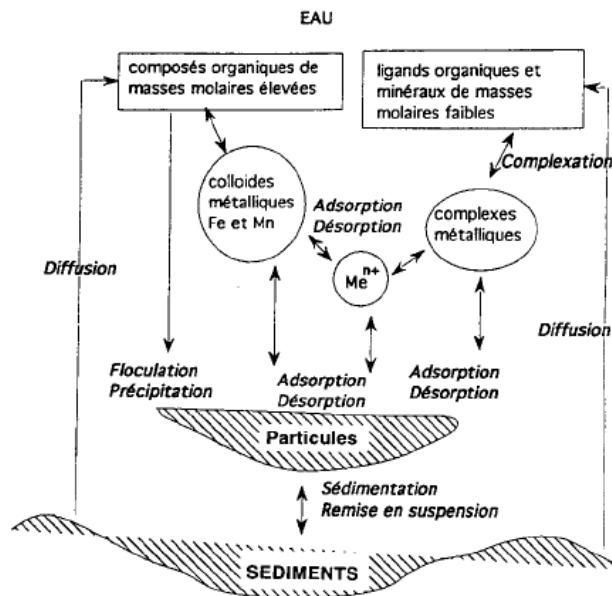 EAU
composés organiques de
masses molaires élevées
ligands organiques et
minéraux de masses
molaires faibles
Complexation
colloides
métalliques
Fe et Mn
Adsorption
Désorption
complexes
métalliques
Me n+
Diffusion
Diffusion
Floculation
Précipitation
Adsorption
Désorption
Adsorption
Désorption
Particules
Sédimentation
Remise en suspension
SEDIMENTS